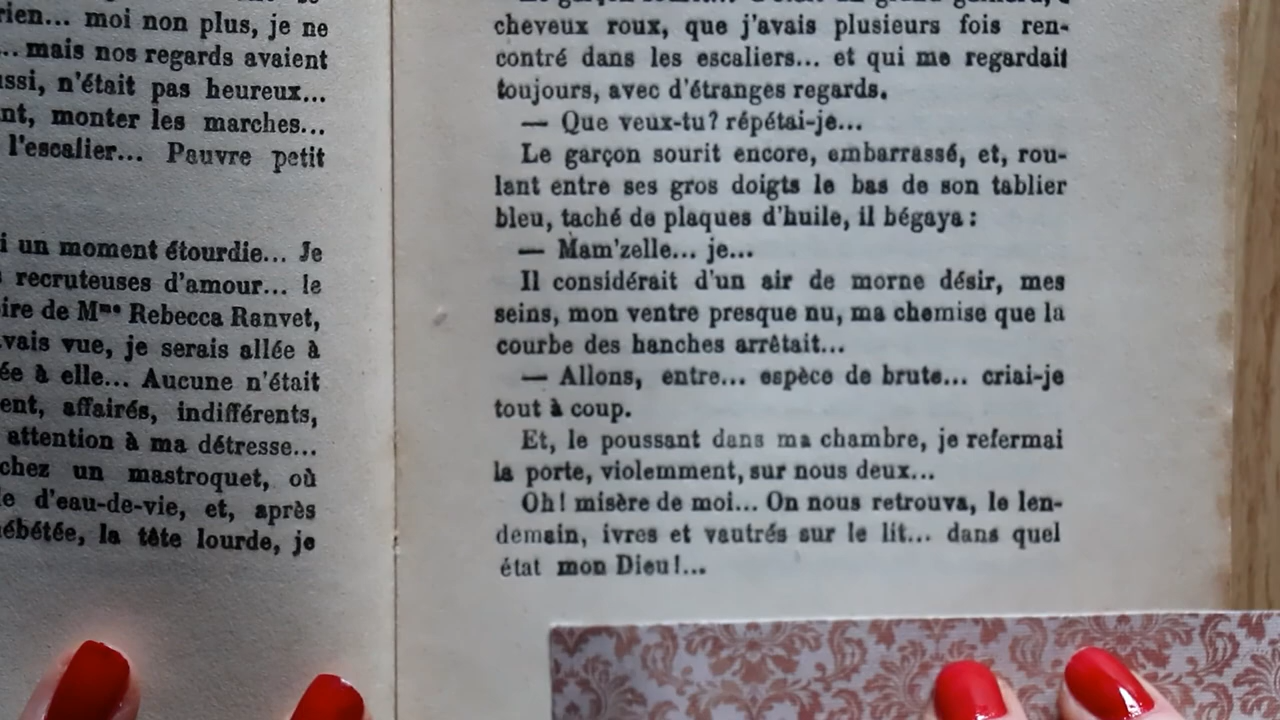 rien... moi non plus, je ne
... mais nos regards avaient
ussi, n'était pas heureux...
nt, monter les marches...
l'escalier... Pauvre petit
i un moment étourdie... Je
recruteuses d'amour... le
ire de Mme Rebecca Ranvet,
vais vue, je serais allée à
ée à elle... Aucune n'était
ent, affairés, indifférents,
attention à ma détresse...
chez un mastroquet, où
d'eau-de-vie, et, après
hébétée, la tête lourde, je
cheveux roux, que j'avais plusieurs fois ren-
contré dans les escaliers... et qui me regardait
toujours, avec d'étranges regards.
— Que veux-tu? répétai-je...
Le garçon sourit encore, embarrassé, et, rou-
lant entre ses gros doigts le bas de son tablier
bleu, taché de plaques d'huile, il bégaya :
— Mam'zelle... je...
Il considérait d'un air de morne désir, mes
seins, mon ventre presque nu, ma chemise que la
courbe des hanches arrêtait...
— Allons, entre... espèce de brute... criai-je
tout à coup.
Et, le poussant dans ma chambre, je refermai
la porte, violemment, sur nous deux...
Oh! misère de moi... On nous retrouva, le len-
demain, ivres et vautrés sur le lit... dans quel
état mon Dieu!...